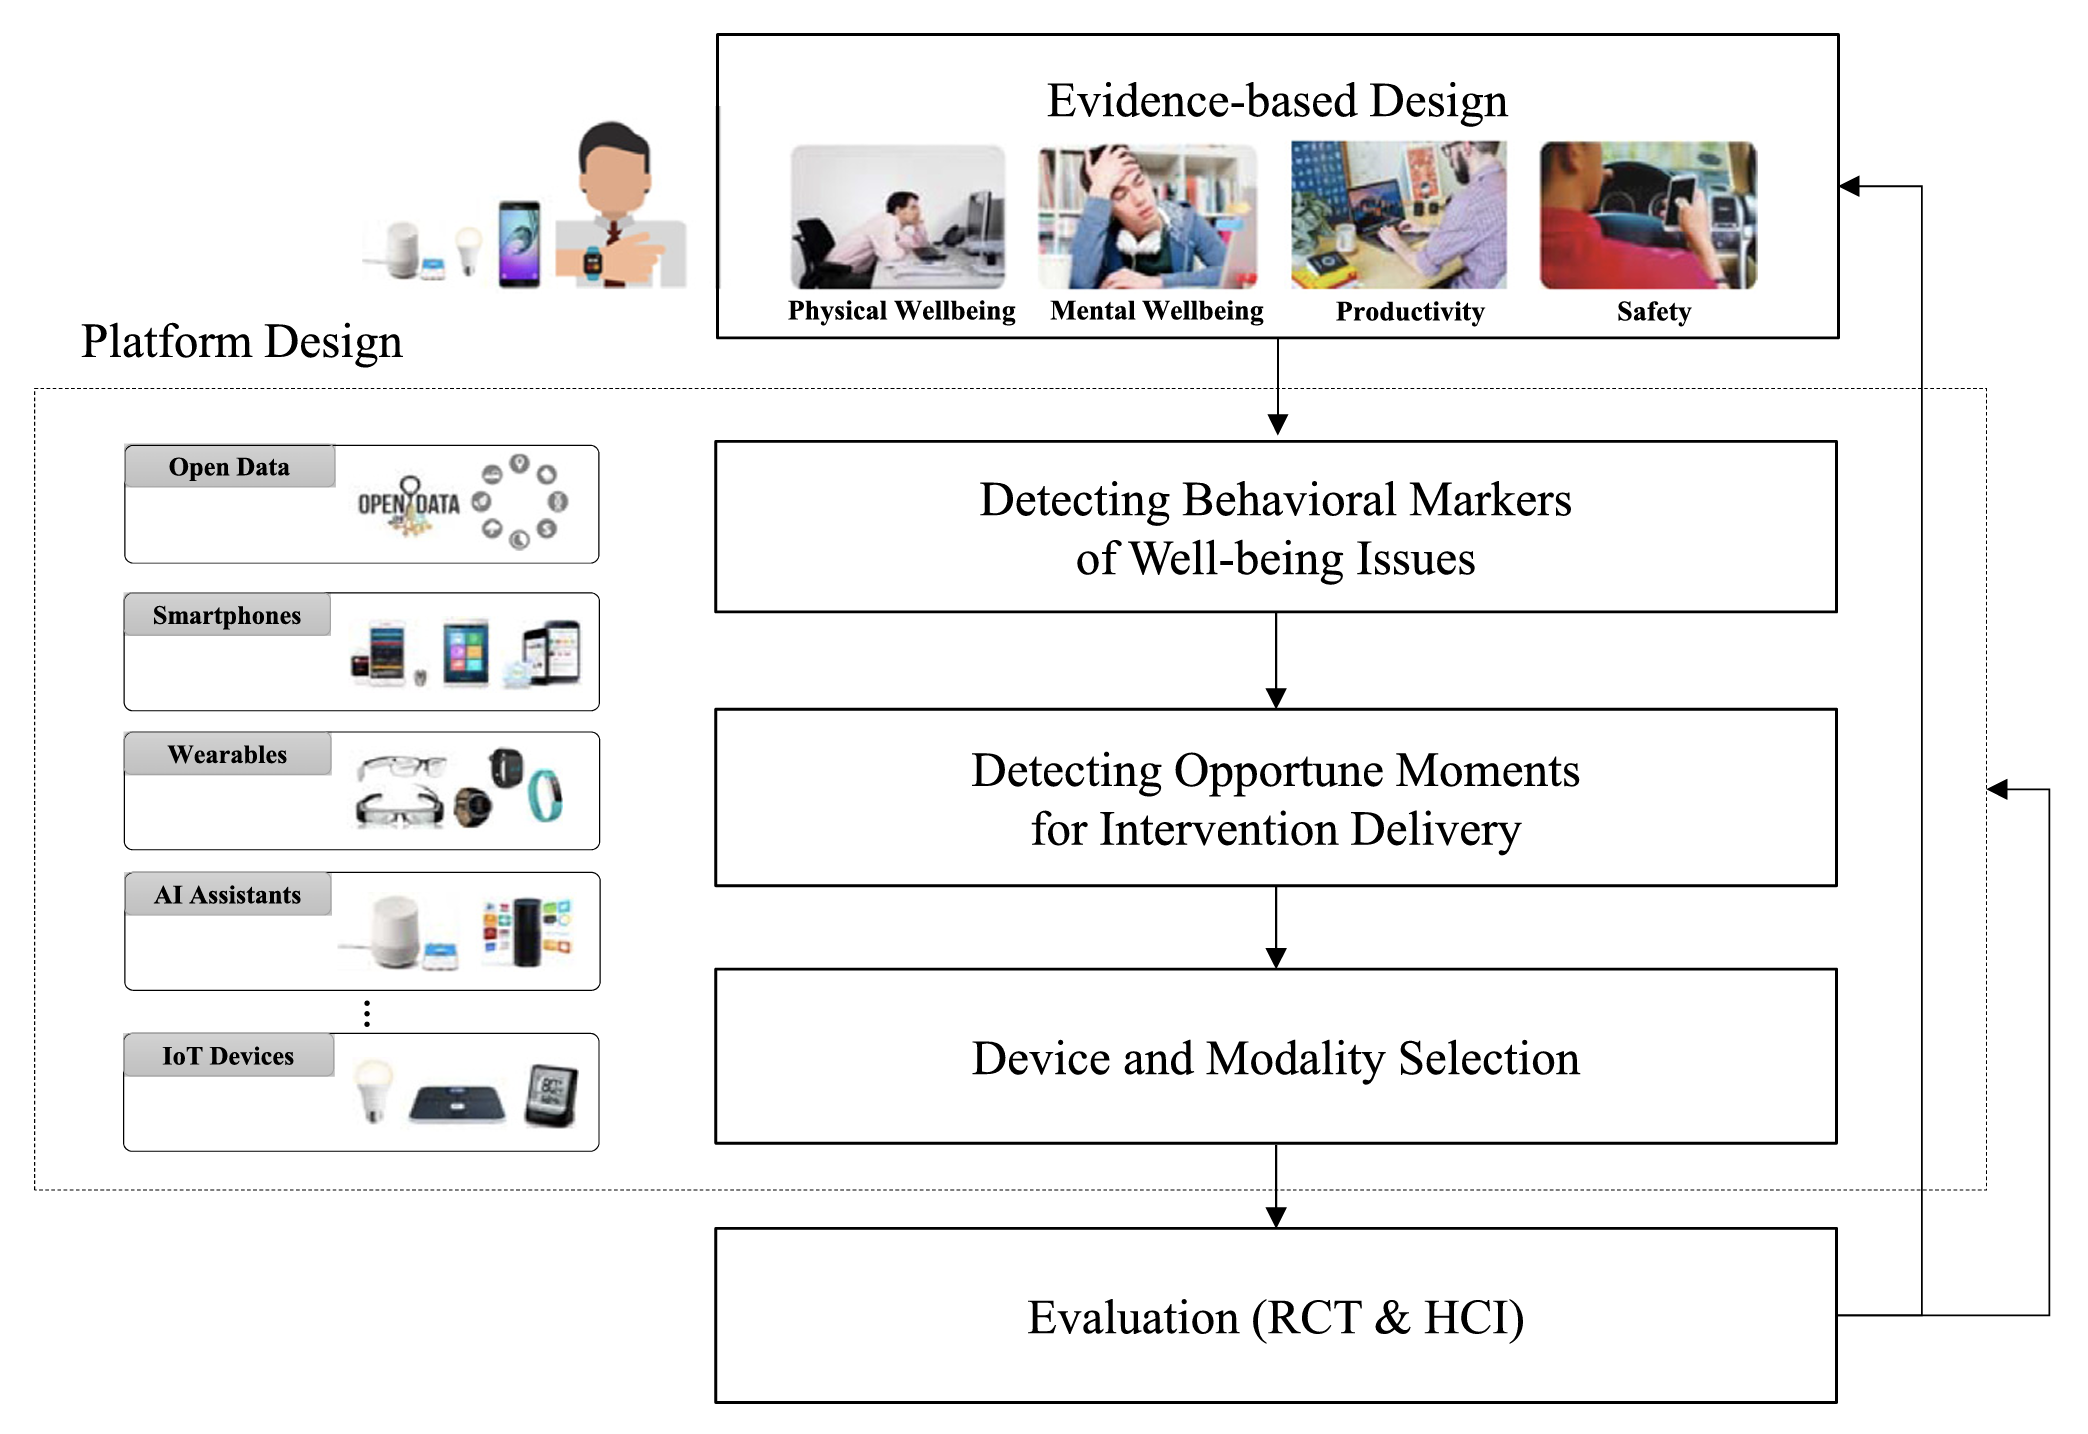 Evidence-based Design
Physical Wellbeing
Mental Wellbeing
Productivity
Safety
Platform Design
Open Data
OPEN DATA
Smartphones
Wearables
AI Assistants
IoT Devices
Detecting Behavioral Markers
of Well-being Issues
Detecting Opportune Moments
for Intervention Delivery
Device and Modality Selection
Evaluation (RCT & HCI)